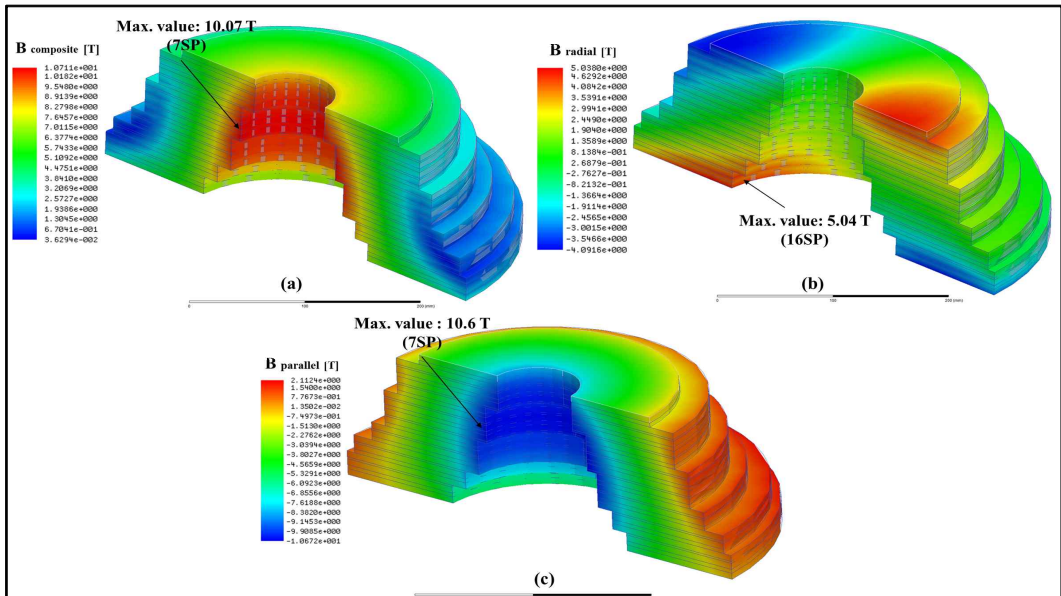 Max. value: 10.07 T
(7SP)
B composite [T]
1.0711e+001
1.0182e+001
9.5480e+000
8.9139e+000
8.2798e+000
7.6457e+000
7.0115e+000
6.3774e+000
5.7433e+000
5.1092e+000
4.4751e+000
3.8410e+000
3.2069e+000
2.5727e+000
1.9386e+000
1.3045e+000
6.7041e-001
3.6294e-002
(a)
0
100
200 (mm)
B radial [T]
5.0380e+000
4.6292e+000
4.0842e+000
3.5391e+000
2.9941e+000
2.4490e+000
1.9040e+000
1.3589e+000
8.1384e-001
2.6879e-001
-2.7627e-001
-8.2132e-001
-1.3664e+000
-1.9114e+000
-2.4565e+000
-3.0015e+000
-3.5466e+000
-4.0916e+000
Max. value: 5.04 T
(16SP)
(b)
0
100
200 (mm)
Max. value : 10.6 T
(7SP)
B parallel [T]
2.1124e+000
1.5400e+000
7.7673e-001
1.3502e-002
-7.4973e-001
-1.5130e+000
-2.2762e+000
-3.0394e+000
-3.8027e+000
-4.5659e+000
-5.3291e+000
-6.0923e+000
-6.8556e+000
-7.6188e+000
-8.3820e+000
-9.1453e+000
-9.9085e+000
-1.0672e+001
(c)